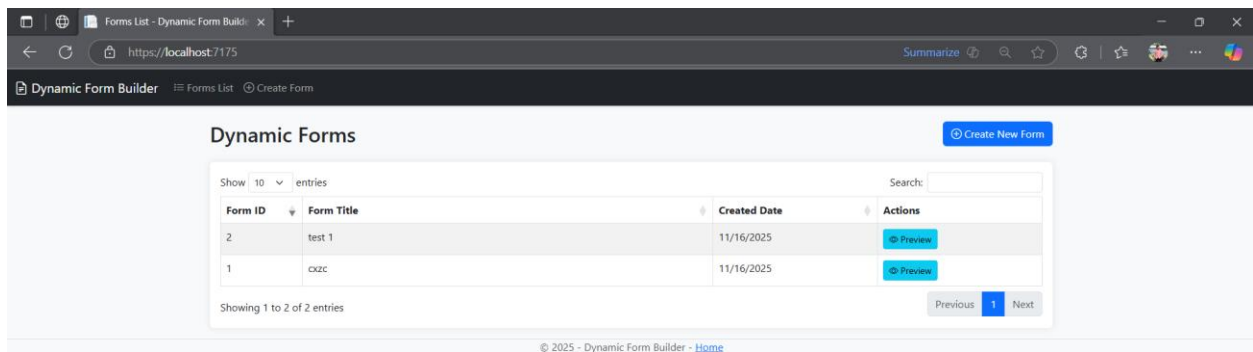 Forms List - Dynamic Form Builde
https://localhost:7175
Summarize
Dynamic Form Builder Forms List Create Form
Dynamic Forms
Create New Form
Show 10 entries
Search:
Form ID Form Title Created Date Actions
2 test 1 11/16/2025 Preview
1 cxzc 11/16/2025 Preview
Showing 1 to 2 of 2 entries
Previous 1 Next
© 2025 - Dynamic Form Builder - Home